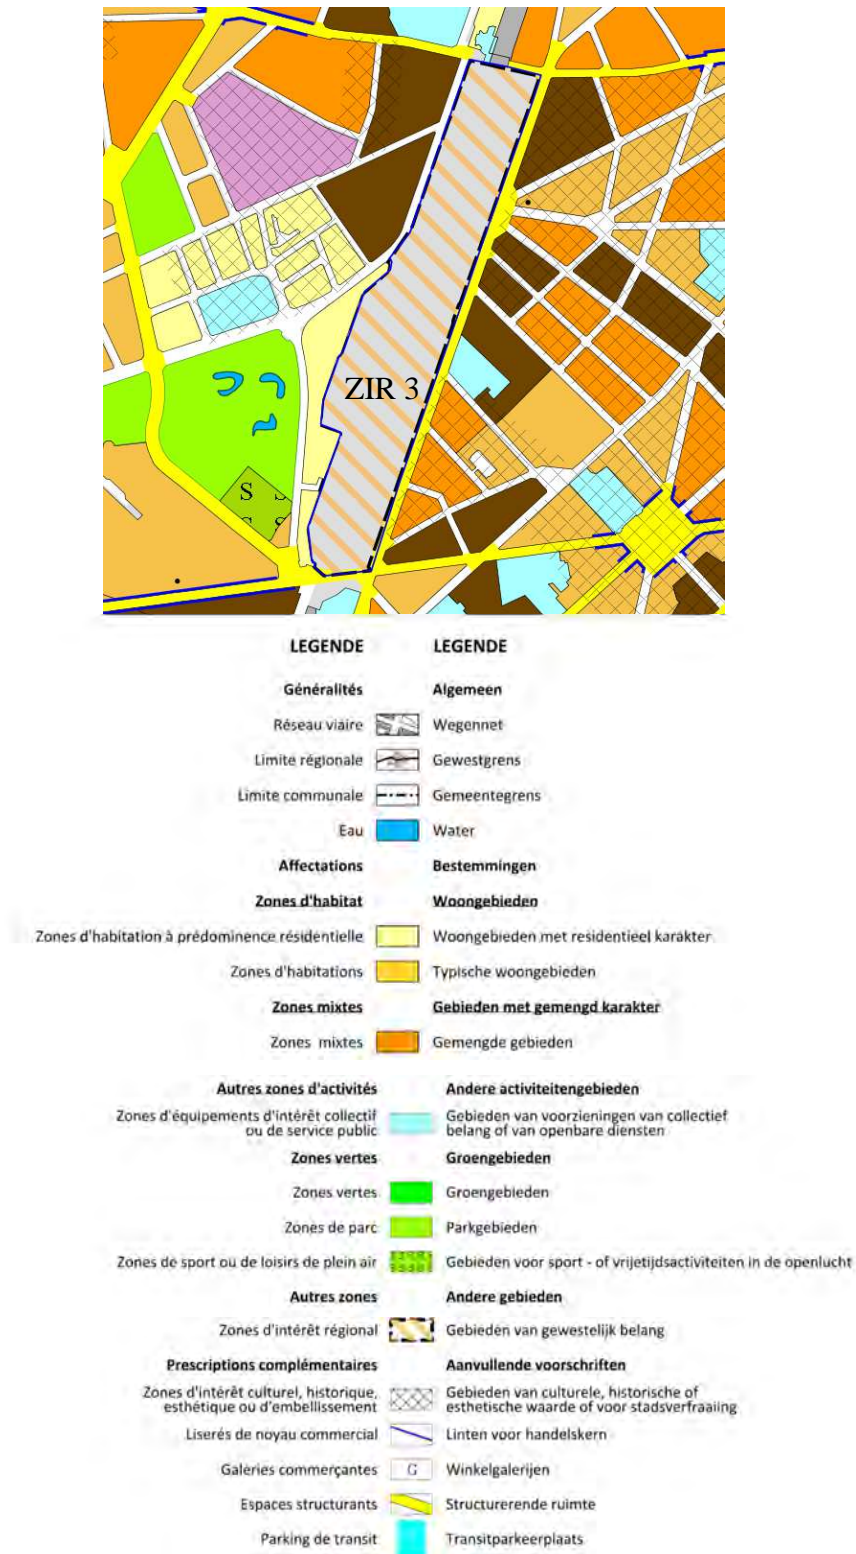 ZIR 3
S S
S S
LEGENDE LEGENDE
Généralités Algemeen
Réseau viaire Wegennet
Limite régionale Gewestgrens
Limite communale Gemeentegrens
Eau Water
Affectations Bestemmingen
Zones d'habitat Woongebieden
Zones d'habitation à prédominence résidentielle Woongebieden met residentieel karakter
Zones d'habitations Typische woongebieden
Zones mixtes Gebieden met gemengd karakter
Zones mixtes Gemengde gebieden
Autres zones d'activités Andere activiteitengebieden
Zones d'équipements d'intérêt collectif Gebieden van voorzieningen van collectief
ou de service public belang of van openbare diensten
Zones vertes Groengebieden
Zones vertes Groengebieden
Zones de parc Parkgebieden
Zones de sport ou de loisirs de plein air Gebieden voor sport - of vrijetijdsactiviteiten in de openlucht
Autres zones Andere gebieden
Zones d'intérêt régional Gebieden van gewestelijk belang
Prescriptions complémentaires Aanvullende voorschriften
Zones d'intérêt culturel, historique, Gebieden van culturele, historische of
esthétique ou d'embellissement esthetische waarde of voor stadsverfraaiing
Liserés de noyau commercial Linten voor handelskern
Galeries commerçantes G Winkelgalerijen
Espaces structurants Structurerende ruimte
Parking de transit Transitparkeerplaats